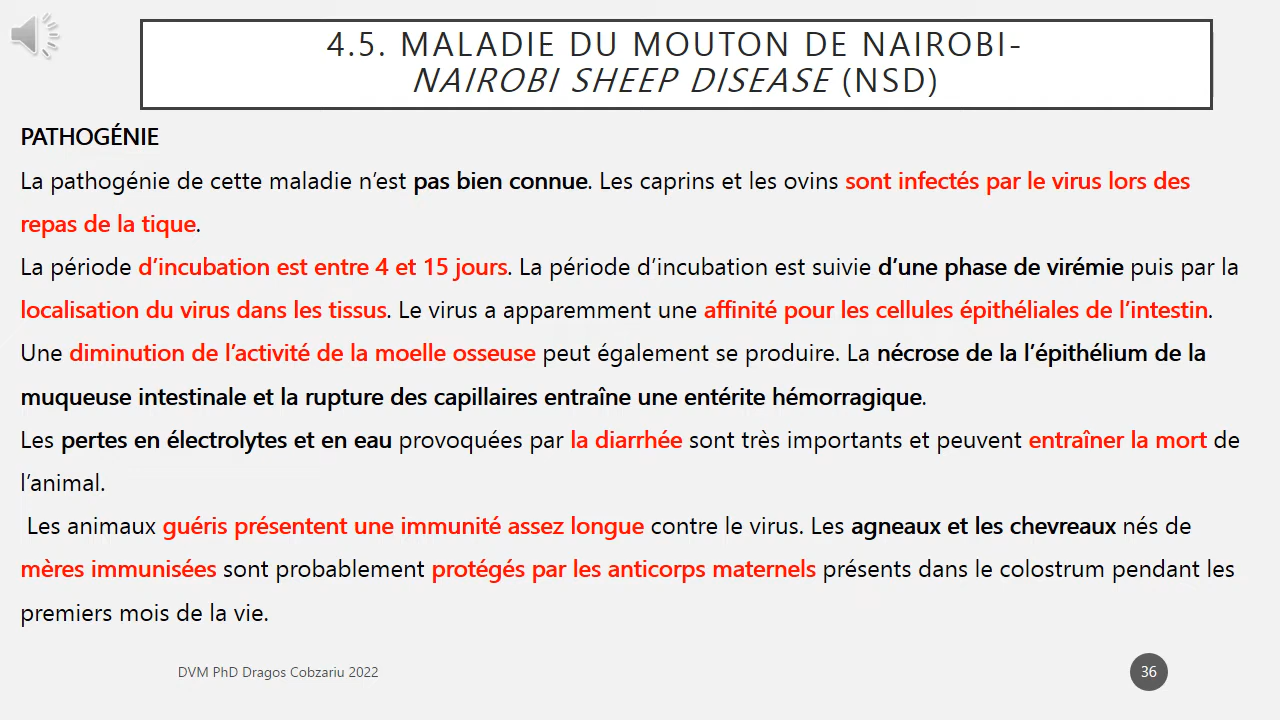 4.5. MALADIE DU MOUTON DE NAIROBI-
NAIROBI SHEEP DISEASE (NSD)
PATHOGÉNIE
La pathogénie de cette maladie n’est pas bien connue. Les caprins et les ovins sont infectés par le virus lors des
repas de la tique.
La période d’incubation est entre 4 et 15 jours. La période d’incubation est suivie d’une phase de virémie puis par la
localisation du virus dans les tissus. Le virus a apparemment une affinité pour les cellules épithéliales de l’intestin.
Une diminution de l’activité de la moelle osseuse peut également se produire. La nécrose de la l’épithélium de la
muqueuse intestinale et la rupture des capillaires entraîne une entérite hémorragique.
Les pertes en électrolytes et en eau provoquées par la diarrhée sont très importants et peuvent entraîner la mort de
l’animal.
Les animaux guéris présentent une immunité assez longue contre le virus. Les agneaux et les chevreaux nés de
mères immunisées sont probablement protégés par les anticorps maternels présents dans le colostrum pendant les
premiers mois de la vie.
DVM PhD Dragos Cobzariu 2022
36